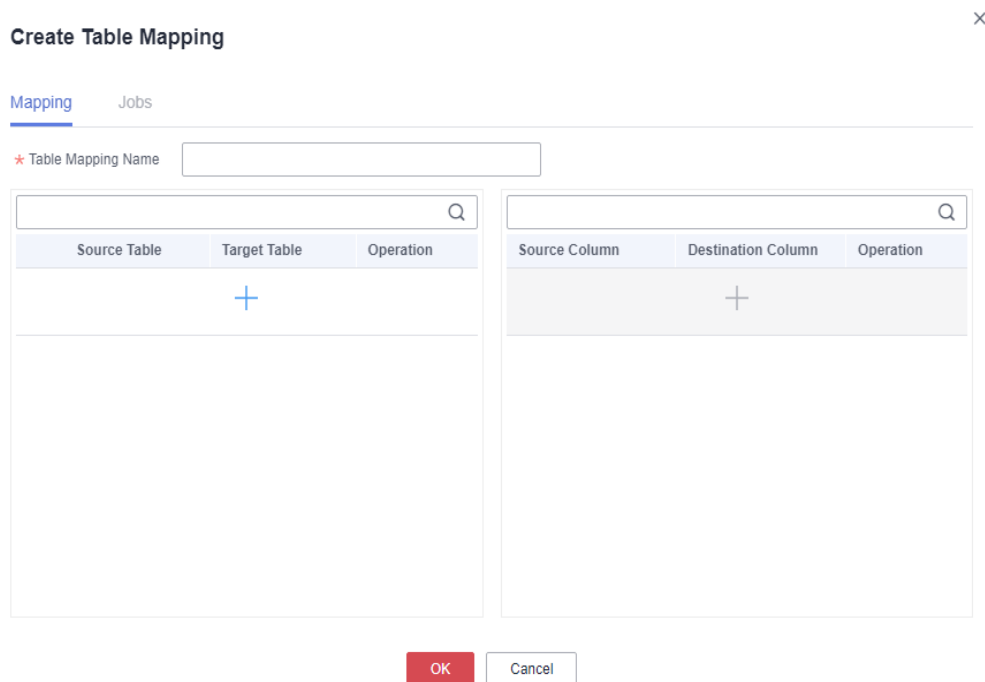 Create Table Mapping
Mapping Jobs
* Table Mapping Name
Source Table Target Table Operation
Source Column Destination Column Operation
OK Cancel